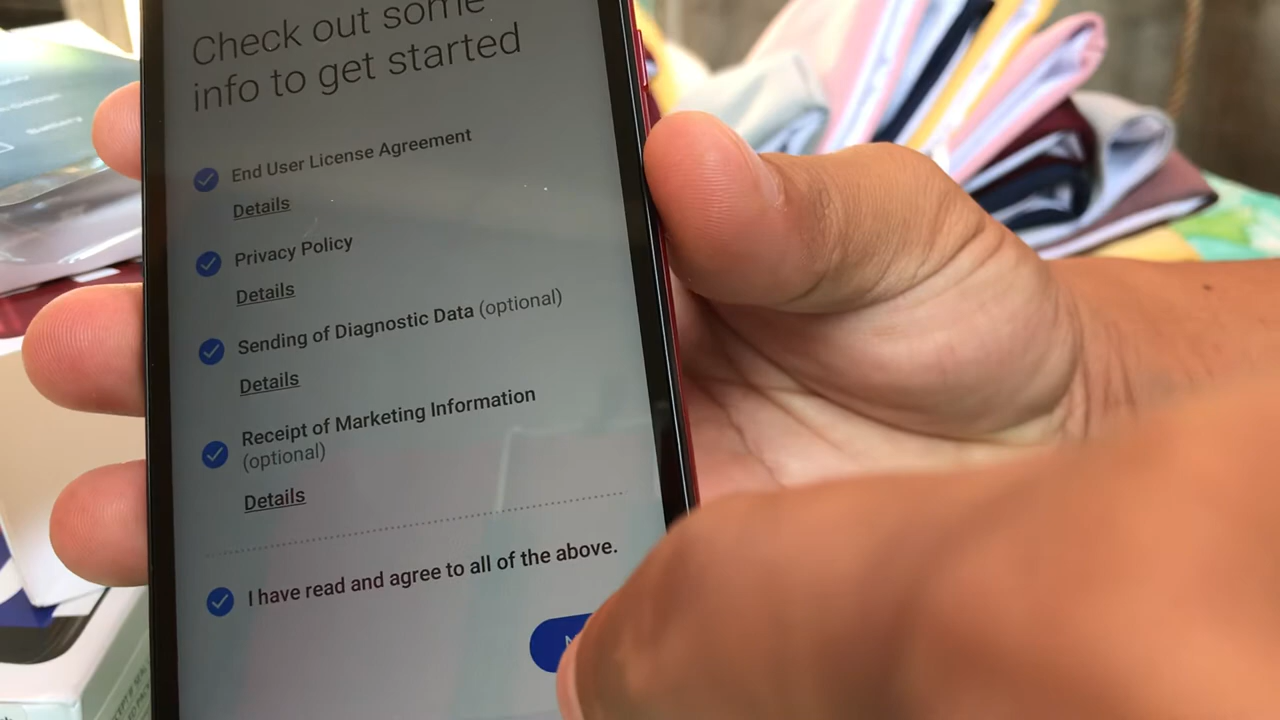 Check out some
info to get started
End User License Agreement
Details
Privacy Policy
Details
Sending of Diagnostic Data (optional)
Details
Receipt of Marketing Information
(optional)
Details
I have read and agree to all of the above.